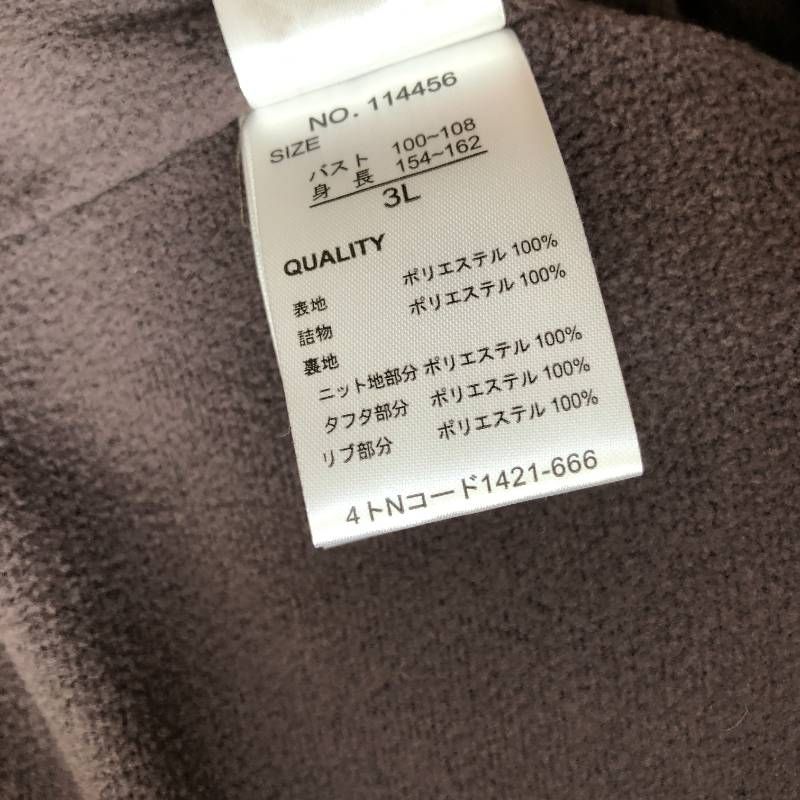 NO. 114456
SIZE
バスト 100~108
身 長 154~162
3L
QUALITY
表地 ポリエステル 100%
詰物 ポリエステル 100%
裏地
ニット地部分 ポリエステル 100%
タフタ部分 ポリエステル 100%
リブ部分 ポリエステル 100%
4トNコード1421-666